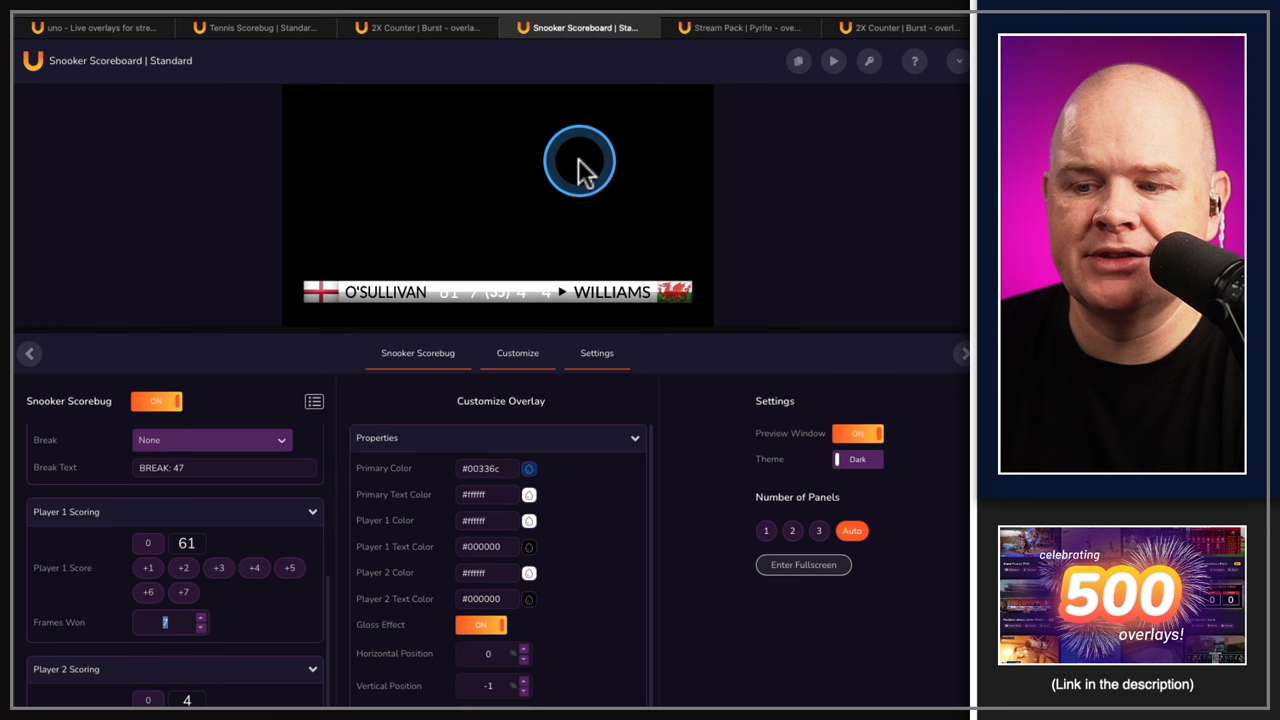 uno - Live overlays for stre...
Tennis Scorebug | Standar...
2X Counter | Burst - overla...
Snooker Scoreboard | Sta...
Stream Pack | Pyrite - ove...
2X Counter | Burst - overl...
Snooker Scoreboard | Standard
?
O'SULLIVAN 61 7 (35) 4 4 WILLIAMS
Snooker Scorebug
Customize
Settings
Snooker Scorebug ON
Break None
Break Text BREAK: 47
Player 1 Scoring
0 61
Player 1 Score +1 +2 +3 +4 +5
+6 +7
Frames Won 7
Player 2 Scoring
0 4
Customize Overlay
Properties
Primary Color #00336c
Primary Text Color #ffffff
Player 1 Color #ffffff
Player 1 Text Color #000000
Player 2 Color #ffffff
Player 2 Text Color #000000
Gloss Effect ON
Horizontal Position 0 %
Vertical Position -1 %
Settings
Preview Window ON
Theme Dark
Number of Panels
1 2 3 Auto
Enter Fullscreen
celebrating
500
overlays!
(Link in the description)